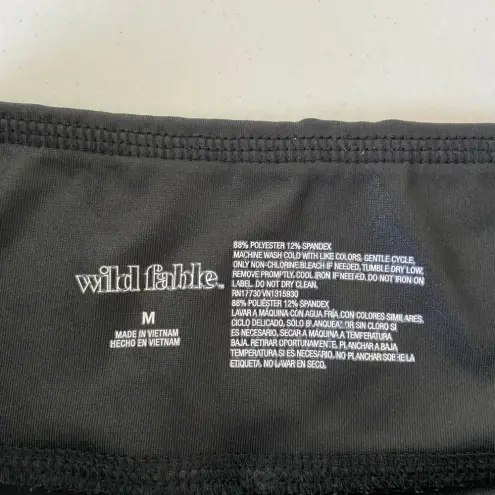 wild fable™
M
MADE IN VIETNAM
HECHO EN VIETNAM
88% POLYESTER 12% SPANDEX
MACHINE WASH COLD WITH LIKE COLORS, GENTLE CYCLE,
ONLY NON-CHLORINE BLEACH IF NEEDED, TUMBLE DRY LOW,
REMOVE PROMPTLY. COOL IRON IF NEEDED. DO NOT IRON ON
LABEL. DO NOT DRY CLEAN.
RN17730 VN1315930
88% POLIÉSTER 12% SPANDEX
LAVAR A MÁQUINA CON AGUA FRÍA, CON COLORES SIMILARES,
CICLO DELICADO, SÓLO BLANQUEADOR SIN CLORO SI
ES NECESARIO, SECAR A MÁQUINA A TEMPERATURA
BAJA. RETIRAR OPORTUNAMENTE. PLANCHAR A BAJA
TEMPERATURA SI ES NECESARIO. NO PLANCHAR SOBRE LA
ETIQUETA. NO LAVAR EN SECO.